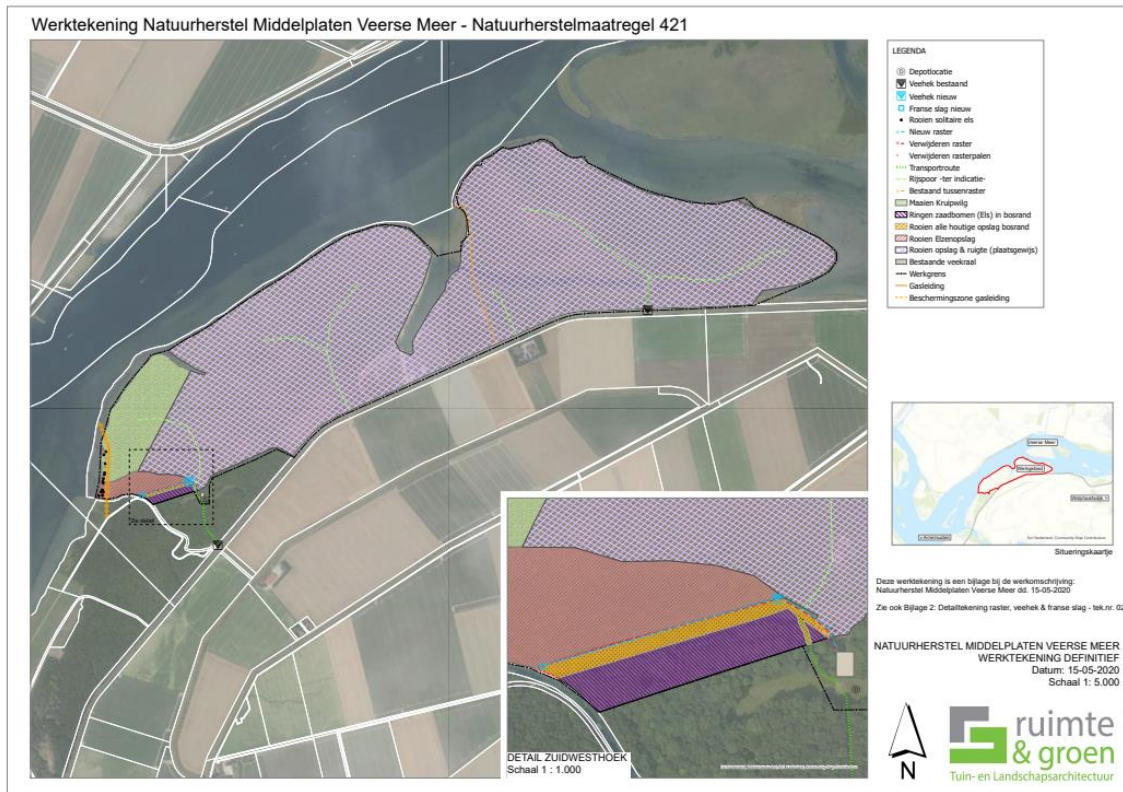 Werktekening Natuurherstel Middelplaten Veerse Meer - Natuurherstelmaatregel 421
LEGENDA
Depotlocatie
Veehek bestaand
Veehek nieuw
Franse slag nieuw
Rooien solitaire els
Nieuw raster
Verwijderen raster
Verwijderen rasterpalen
Transportroute
Rijspoor -ter indicatie-
Bestaand tussenraster
Maaien Kruipwilg
Ringen zaadbomen (Els) in bosrand
Rooien alle houtige opslag bosrand
Rooien Elzenopslag
Rooien opslag & ruigte (plaatsgewijs)
Bestaande veekraal
Werkgrens
Gasleiding
Beschermingszone gasleiding
Zie detail
Veerse Meer
Werkgebied
Situeringskaartje
Deze werktekening is een bijlage bij de werkomschrijving:
Natuurherstel Middelplaten Veerse Meer dd. 15-05-2020
Zie ook Bijlage 2: Detailtekening raster, veehek & franse slag - tek.nr. 02
NATUURHERSTEL MIDDELPLATEN VEERSE MEER
WERKTEKENING DEFINITIEF
Datum: 15-05-2020
Schaal 1: 5.000
DETAIL ZUIDWESTHOEK
Schaal 1 : 1.000
N
ruimte
& groen
Tuin- en Landschapsarchitectuur